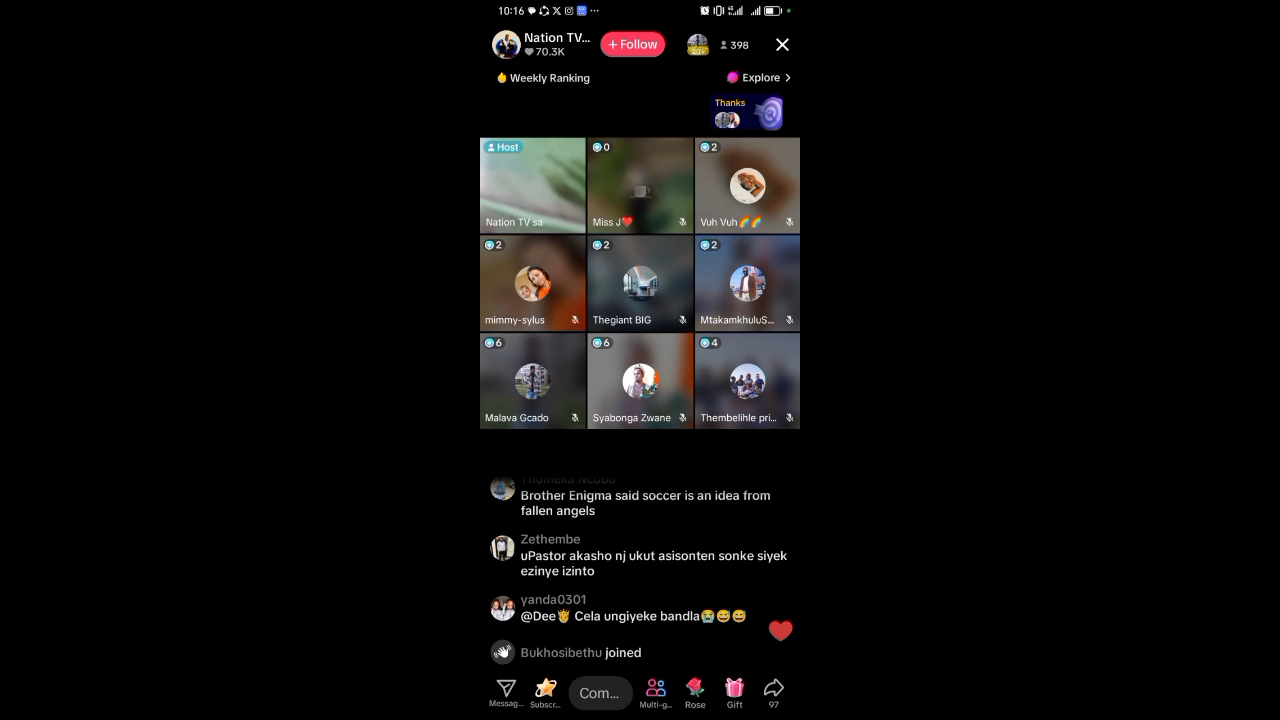 10:16
Nation TV...
70.3K
+ Follow
20+
398
Weekly Ranking
Explore
Thanks
Host
0
2
Nation TV sa
Miss J❤️
Vuh Vuh🌈🌈
2
2
2
mimmy-sylus
Thegiant BIG
MtakamkhuluS...
6
6
4
Malava Gcado
Syabonga Zwane
Thembelihle pri...
Brother Enigma said soccer is an idea from
fallen angels
Zethembe
uPastor akasho nj ukut asisonten sonke siyek
ezinye izinto
yanda0301
@Dee🤴 Cela ungiyeke bandla😭😅😅
Bukhosibethu joined
Messag...
Subscr...
Com...
Multi-g...
Rose
Gift
97